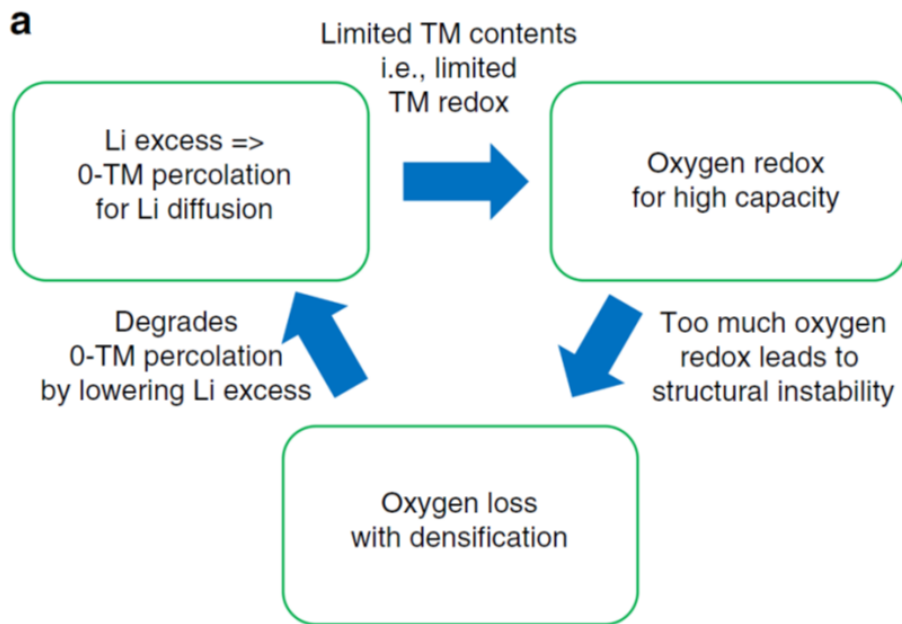 a
Limited TM contents
i.e., limited
TM redox
Li excess =>
0-TM percolation
for Li diffusion
Oxygen redox
for high capacity
Degrades
0-TM percolation
by lowering Li excess
Too much oxygen
redox leads to
structural instability
Oxygen loss
with densification